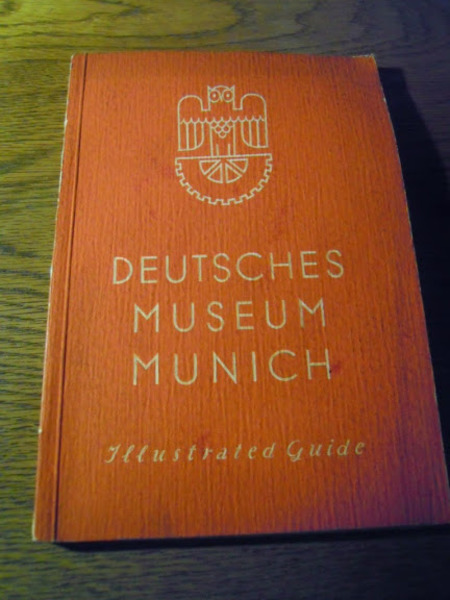 DEUTSCHES
MUSEUM
MUNICH
Illustrated Guide